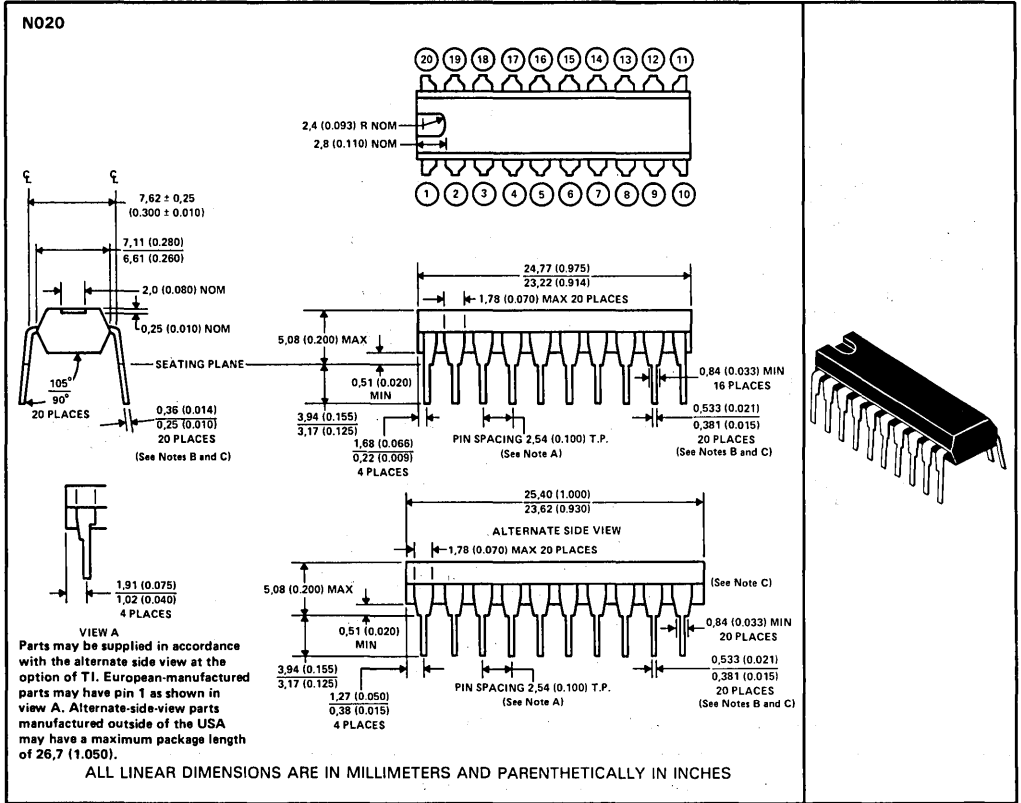 N020
20 19 18 17 16 15 14 13 12 11
2,4 (0.093) R NOM
2,8 (0.110) NOM
1 2 3 4 5 6 7 8 9 10
℄ ℄
7,62 ± 0,25
(0.300 ± 0.010)
7,11 (0.280)
6,61 (0.260)
2,0 (0.080) NOM
0,25 (0.010) NOM
105°
90°
20 PLACES
0,36 (0.014)
0,25 (0.010)
20 PLACES
(See Notes B and C)
SEATING PLANE
24,77 (0.975)
23,22 (0.914)
1,78 (0.070) MAX 20 PLACES
5,08 (0.200) MAX
0,51 (0.020)
MIN
3,94 (0.155)
3,17 (0.125)
1,68 (0.066)
0,22 (0.009)
4 PLACES
PIN SPACING 2,54 (0.100) T.P.
(See Note A)
0,84 (0.033) MIN
16 PLACES
0,533 (0.021)
0,381 (0.015)
20 PLACES
(See Notes B and C)
1,91 (0.075)
1,02 (0.040)
4 PLACES
VIEW A
25,40 (1.000)
23,62 (0.930)
ALTERNATE SIDE VIEW
1,78 (0.070) MAX 20 PLACES
5,08 (0.200) MAX
(See Note C)
0,51 (0.020)
MIN
0,84 (0.033) MIN
20 PLACES
3,94 (0.155)
3,17 (0.125)
1,27 (0.050)
0,38 (0.015)
4 PLACES
PIN SPACING 2,54 (0.100) T.P.
(See Note A)
0,533 (0.021)
0,381 (0.015)
20 PLACES
(See Notes B and C)
Parts may be supplied in accordance
with the alternate side view at the
option of TI. European-manufactured
parts may have pin 1 as shown in
view A. Alternate-side-view parts
manufactured outside of the USA
may have a maximum package length
of 26,7 (1.050).
ALL LINEAR DIMENSIONS ARE IN MILLIMETERS AND PARENTHETICALLY IN INCHES